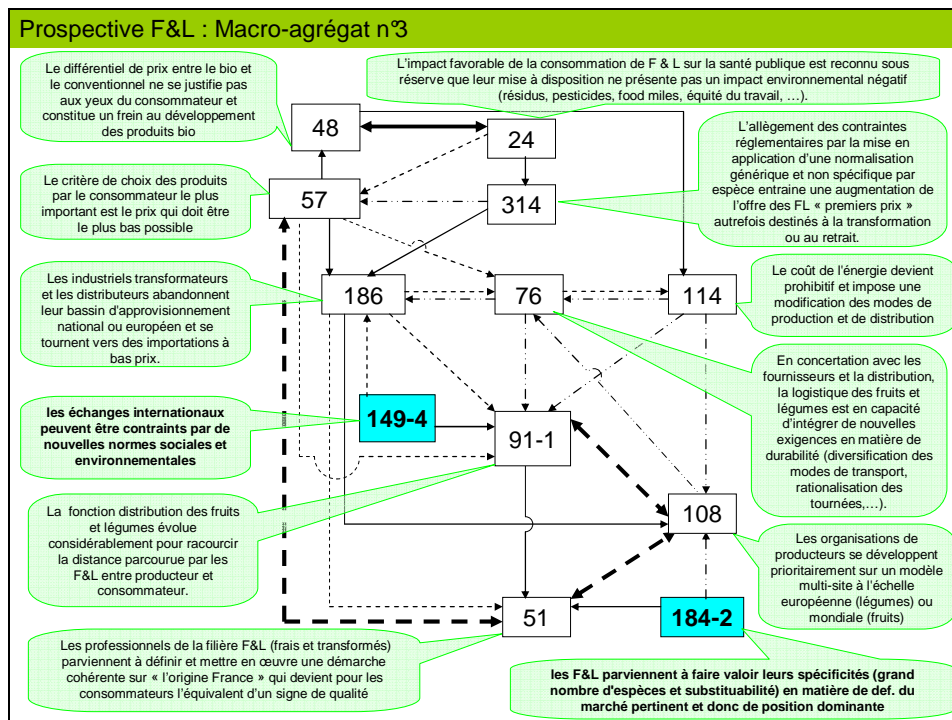 Prospective F&L : Macro-agrégat n°3
Le différentiel de prix entre le bio et
le conventionnel ne se justifie pas
aux yeux du consommateur et
constitue un frein au développement
des produits bio
L'impact favorable de la consommation de F & L sur la santé publique est reconnu sous
réserve que leur mise à disposition ne présente pas un impact environnemental négatif
(résidus, pesticides, food miles, équité du travail, …).
48
24
L'allègement des contraintes
réglementaires par la mise en
application d'une normalisation
générique et non spécifique par
espèce entraine une augmentation de
l'offre des FL « premiers prix »
autrefois destinés à la transformation
ou au retrait.
Le critère de choix des produits
par le consommateur le plus
important est le prix qui doit être
le plus bas possible
57
314
Les industriels transformateurs
et les distributeurs abandonnent
leur bassin d'approvisionnement
national ou européen et se
tournent vers des importations à
bas prix.
186
76
114
Le coût de l'énergie devient
prohibitif et impose une
modification des modes de
production et de distribution
En concertation avec les
fournisseurs et la distribution,
la logistique des fruits et
légumes est en capacité
d'intégrer de nouvelles
exigences en matière de
durabilité (diversification des
modes de transport,
rationalisation des
tournées,…).
les échanges internationaux
peuvent être contraints par de
nouvelles normes sociales et
environnementales
149-4
91-1
La fonction distribution des fruits
et légumes évolue
considérablement pour racourcir
la distance parcourue par les
F&L entre producteur et
consommateur.
108
Les organisations de
producteurs se développent
prioritairement sur un modèle
multi-site à l'échelle
européenne (légumes) ou
mondiale (fruits)
51
184-2
Les professionnels de la filière F&L (frais et transformés)
parviennent à définir et mettre en œuvre une démarche
cohérente sur « l'origine France » qui devient pour les
consommateurs l'équivalent d'un signe de qualité
les F&L parviennent à faire valoir leurs spécificités (grand
nombre d'espèces et substituabilité) en matière de def. du
marché pertinent et donc de position dominante